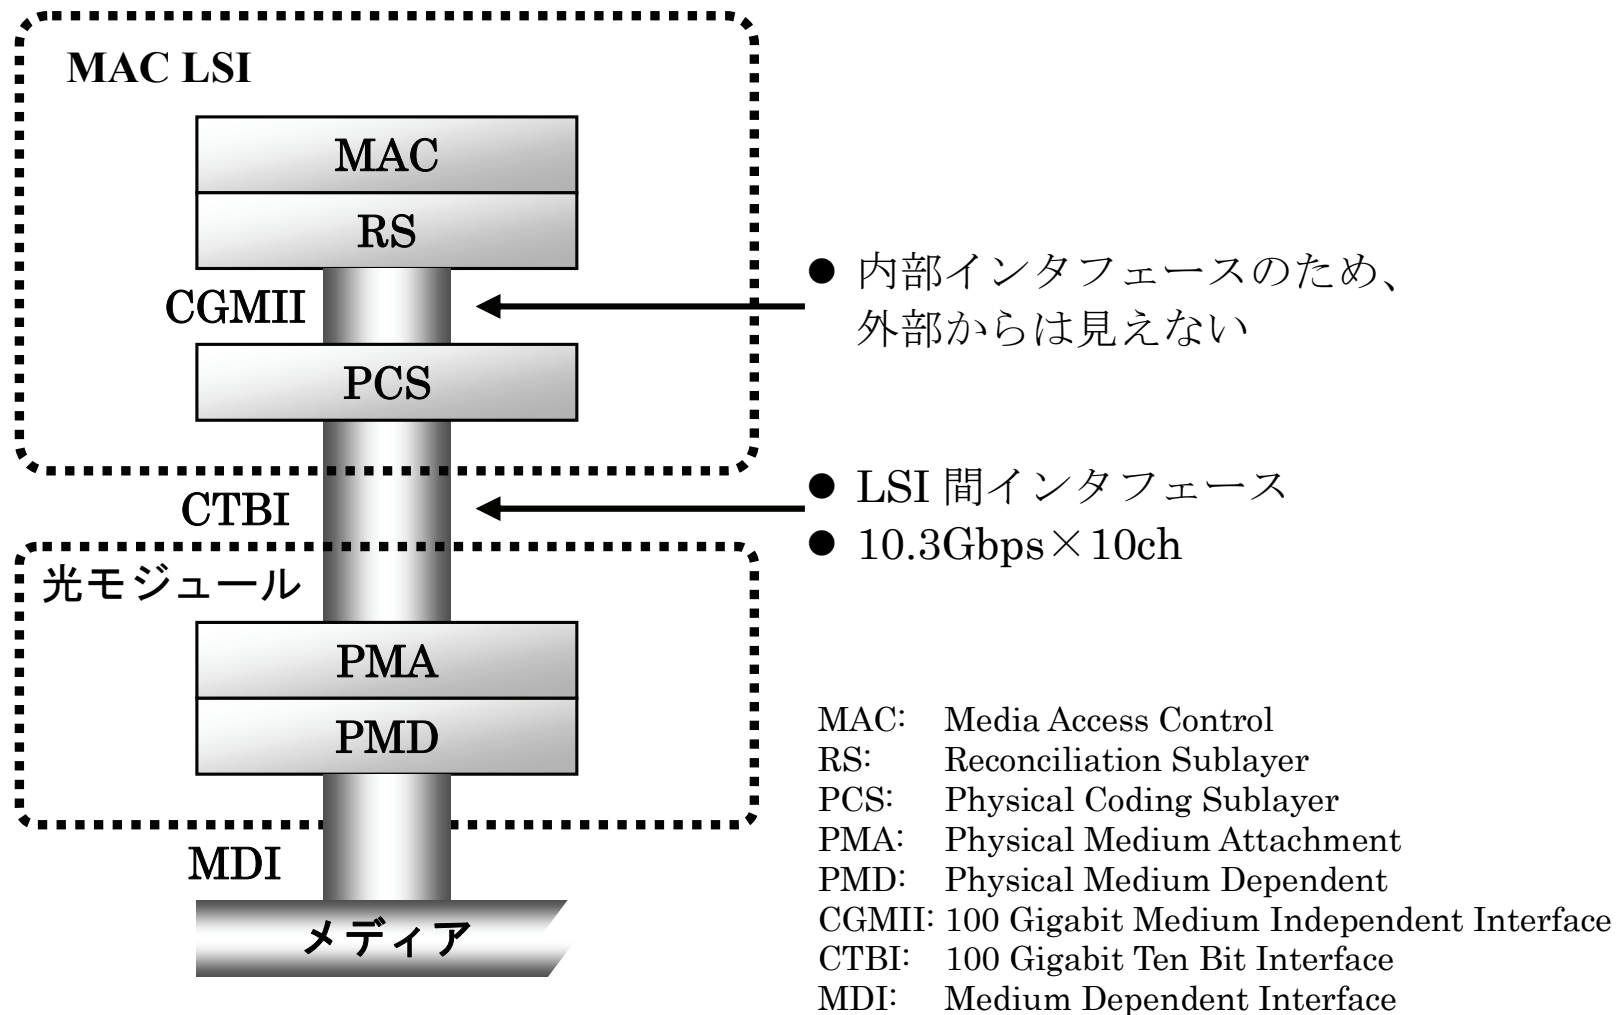 MAC LSI
MAC
RS
CGMII
● 内部インタフェースのため、
外部からは見えない
PCS
CTBI
● LSI 間インタフェース
● 10.3Gbps×10ch
光モジュール
PMA
PMD
MDI
メディア
MAC: Media Access Control
RS: Reconciliation Sublayer
PCS: Physical Coding Sublayer
PMA: Physical Medium Attachment
PMD: Physical Medium Dependent
CGMII: 100 Gigabit Medium Independent Interface
CTBI: 100 Gigabit Ten Bit Interface
MDI: Medium Dependent Interface